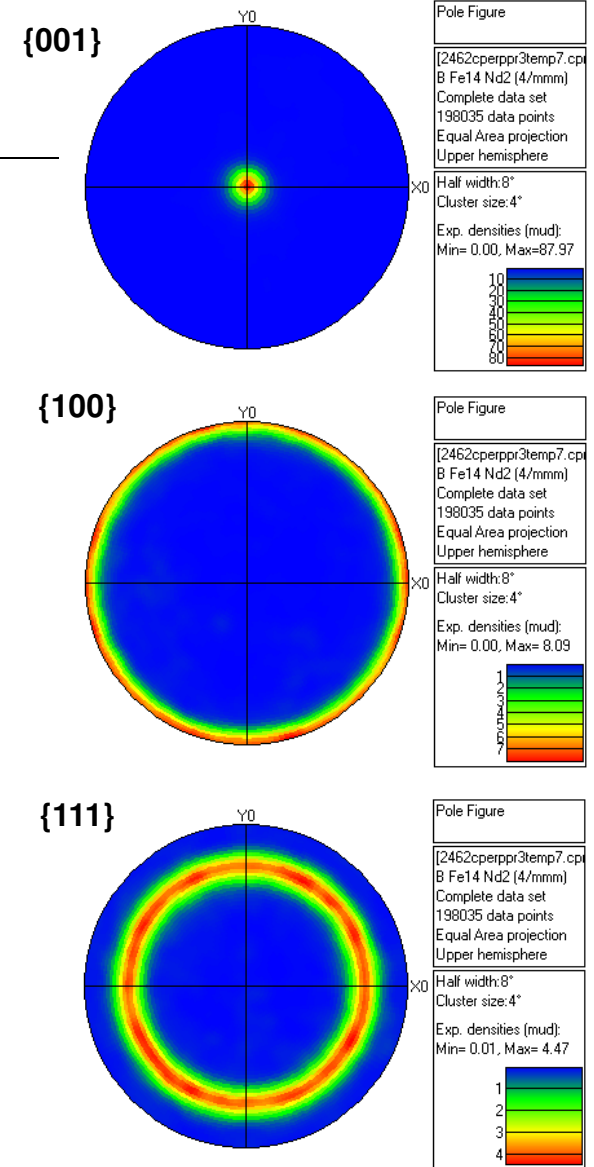 {001}
Y0
X0
Pole Figure
[2462cperppr3temp7.cpr
B Fe14 Nd2 (4/mmm)
Complete data set
198035 data points
Equal Area projection
Upper hemisphere
Half width:8°
Cluster size:4°
Exp. densities (mud):
Min= 0.00, Max=87.97
10
20
30
40
50
60
70
80
{100}
Y0
X0
Pole Figure
[2462cperppr3temp7.cpr
B Fe14 Nd2 (4/mmm)
Complete data set
198035 data points
Equal Area projection
Upper hemisphere
Half width:8°
Cluster size:4°
Exp. densities (mud):
Min= 0.00, Max= 8.09
1
2
3
4
5
6
7
{111}
Y0
X0
Pole Figure
[2462cperppr3temp7.cpr
B Fe14 Nd2 (4/mmm)
Complete data set
198035 data points
Equal Area projection
Upper hemisphere
Half width:8°
Cluster size:4°
Exp. densities (mud):
Min= 0.01, Max= 4.47
1
2
3
4